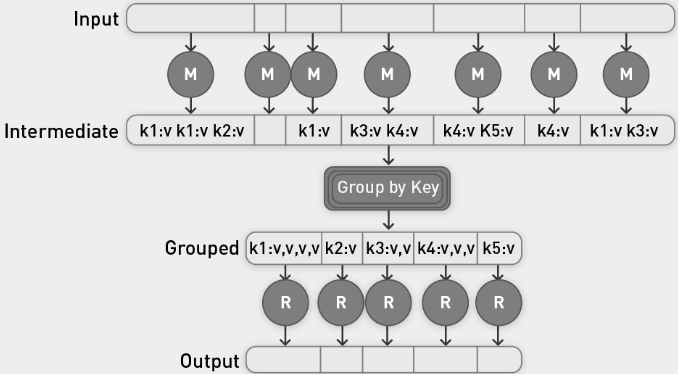 Input
M M M M M M M
Intermediate k1:v k1:v k2:v k1:v k3:v k4:v k4:v K5:v k4:v k1:v k3:v
Group by Key
Grouped k1:v,v,v,v k2:v k3:v,v k4:v,v,v k5:v
R R R R R
Output